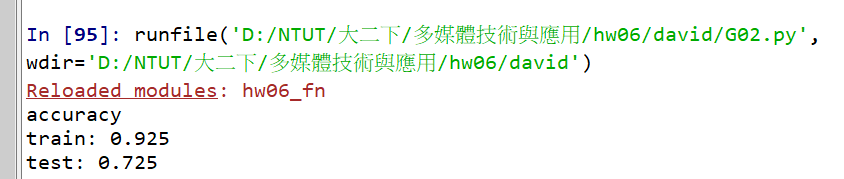 In [95]: runfile('D:/NTUT/大二下/多媒體技術與應用/hw06/david/G02.py',
wdir='D:/NTUT/大二下/多媒體技術與應用/hw06/david')
Reloaded modules: hw06_fn
accuracy
train: 0.925
test: 0.725